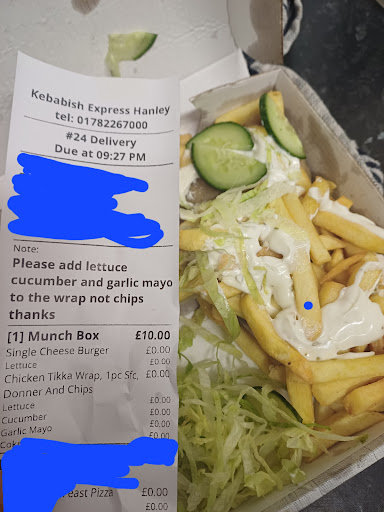 Kebabish Express Hanley
tel: 01782267000
#24 Delivery
Due at 09:27 PM
Note:
Please add lettuce
cucumber and garlic mayo
to the wrap not chips
thanks
[1] Munch Box £10.00
Single Cheese Burger £0.00
Lettuce £0.00
Chicken Tikka Wrap, 1pc Sfc, £0.00
Donner And Chips
Lettuce £0.00
Cucumber £0.00
Garlic Mayo £0.00
£0.00
Pizza £0.00
£0.00